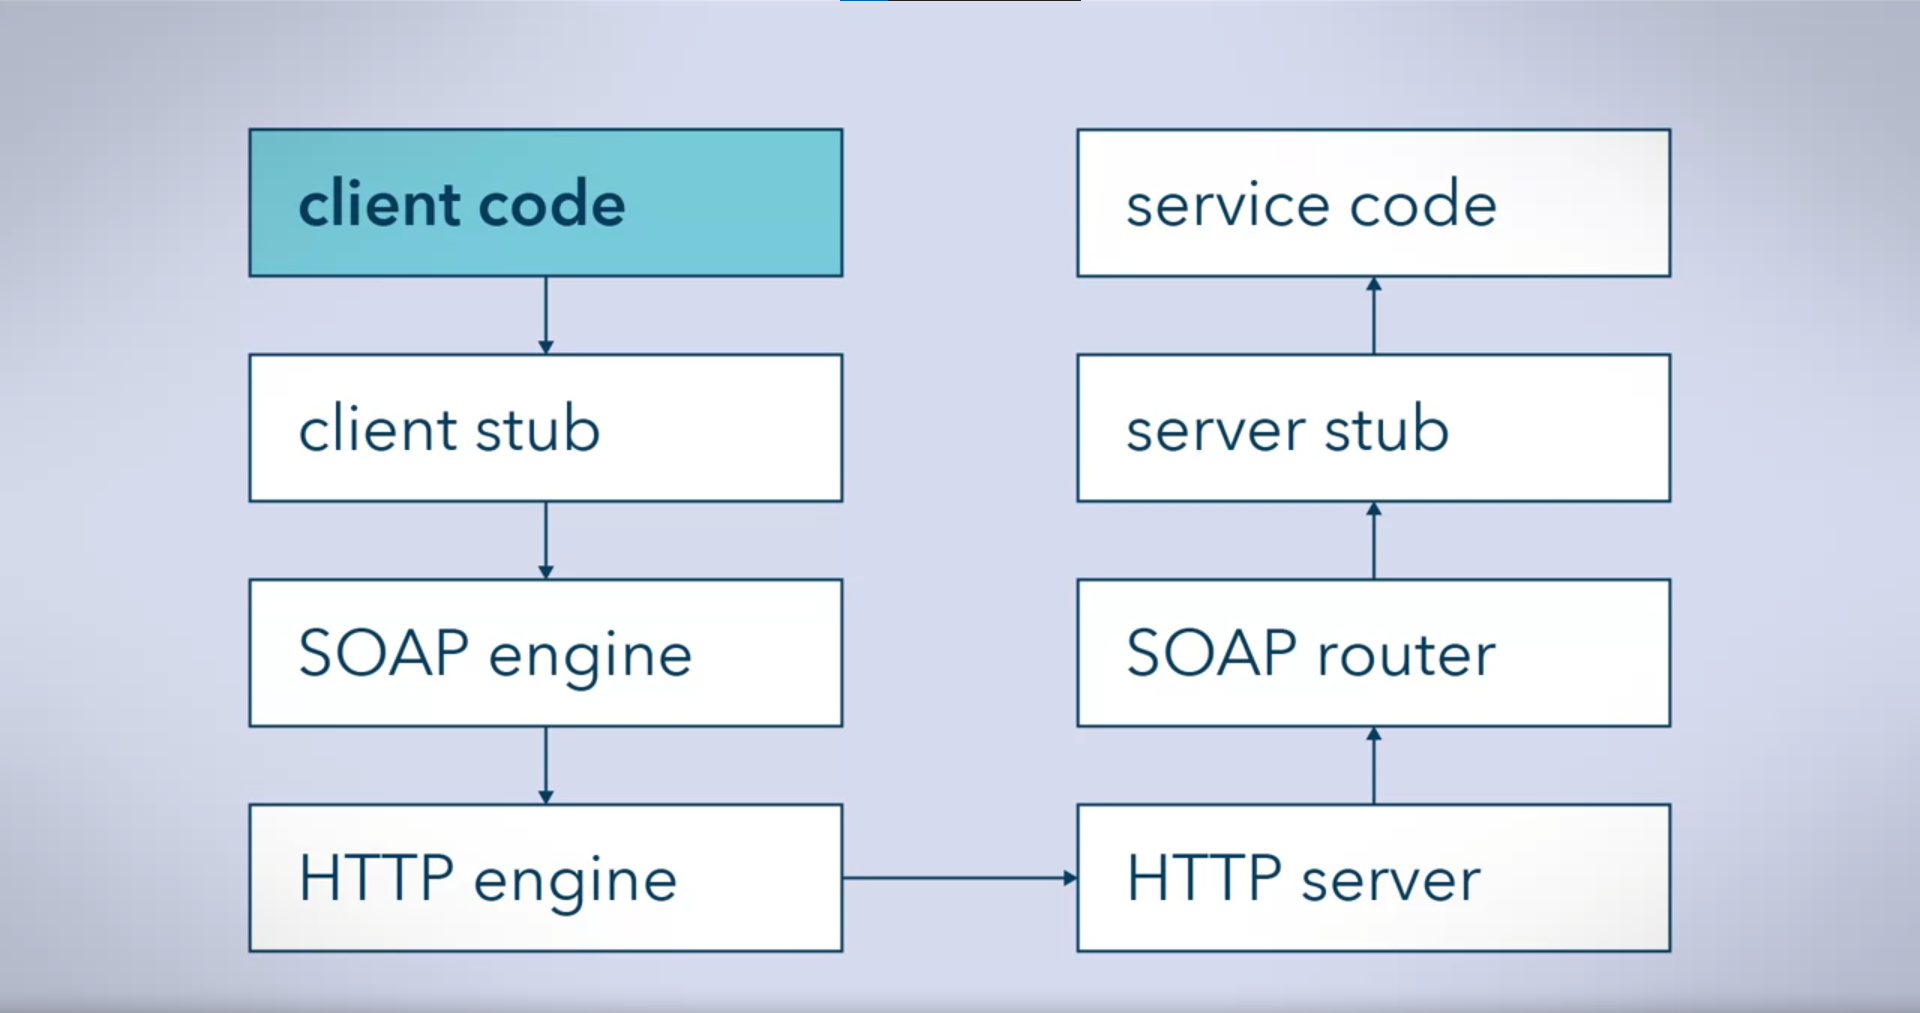 client code
client stub
SOAP engine
HTTP engine
service code
server stub
SOAP router
HTTP server